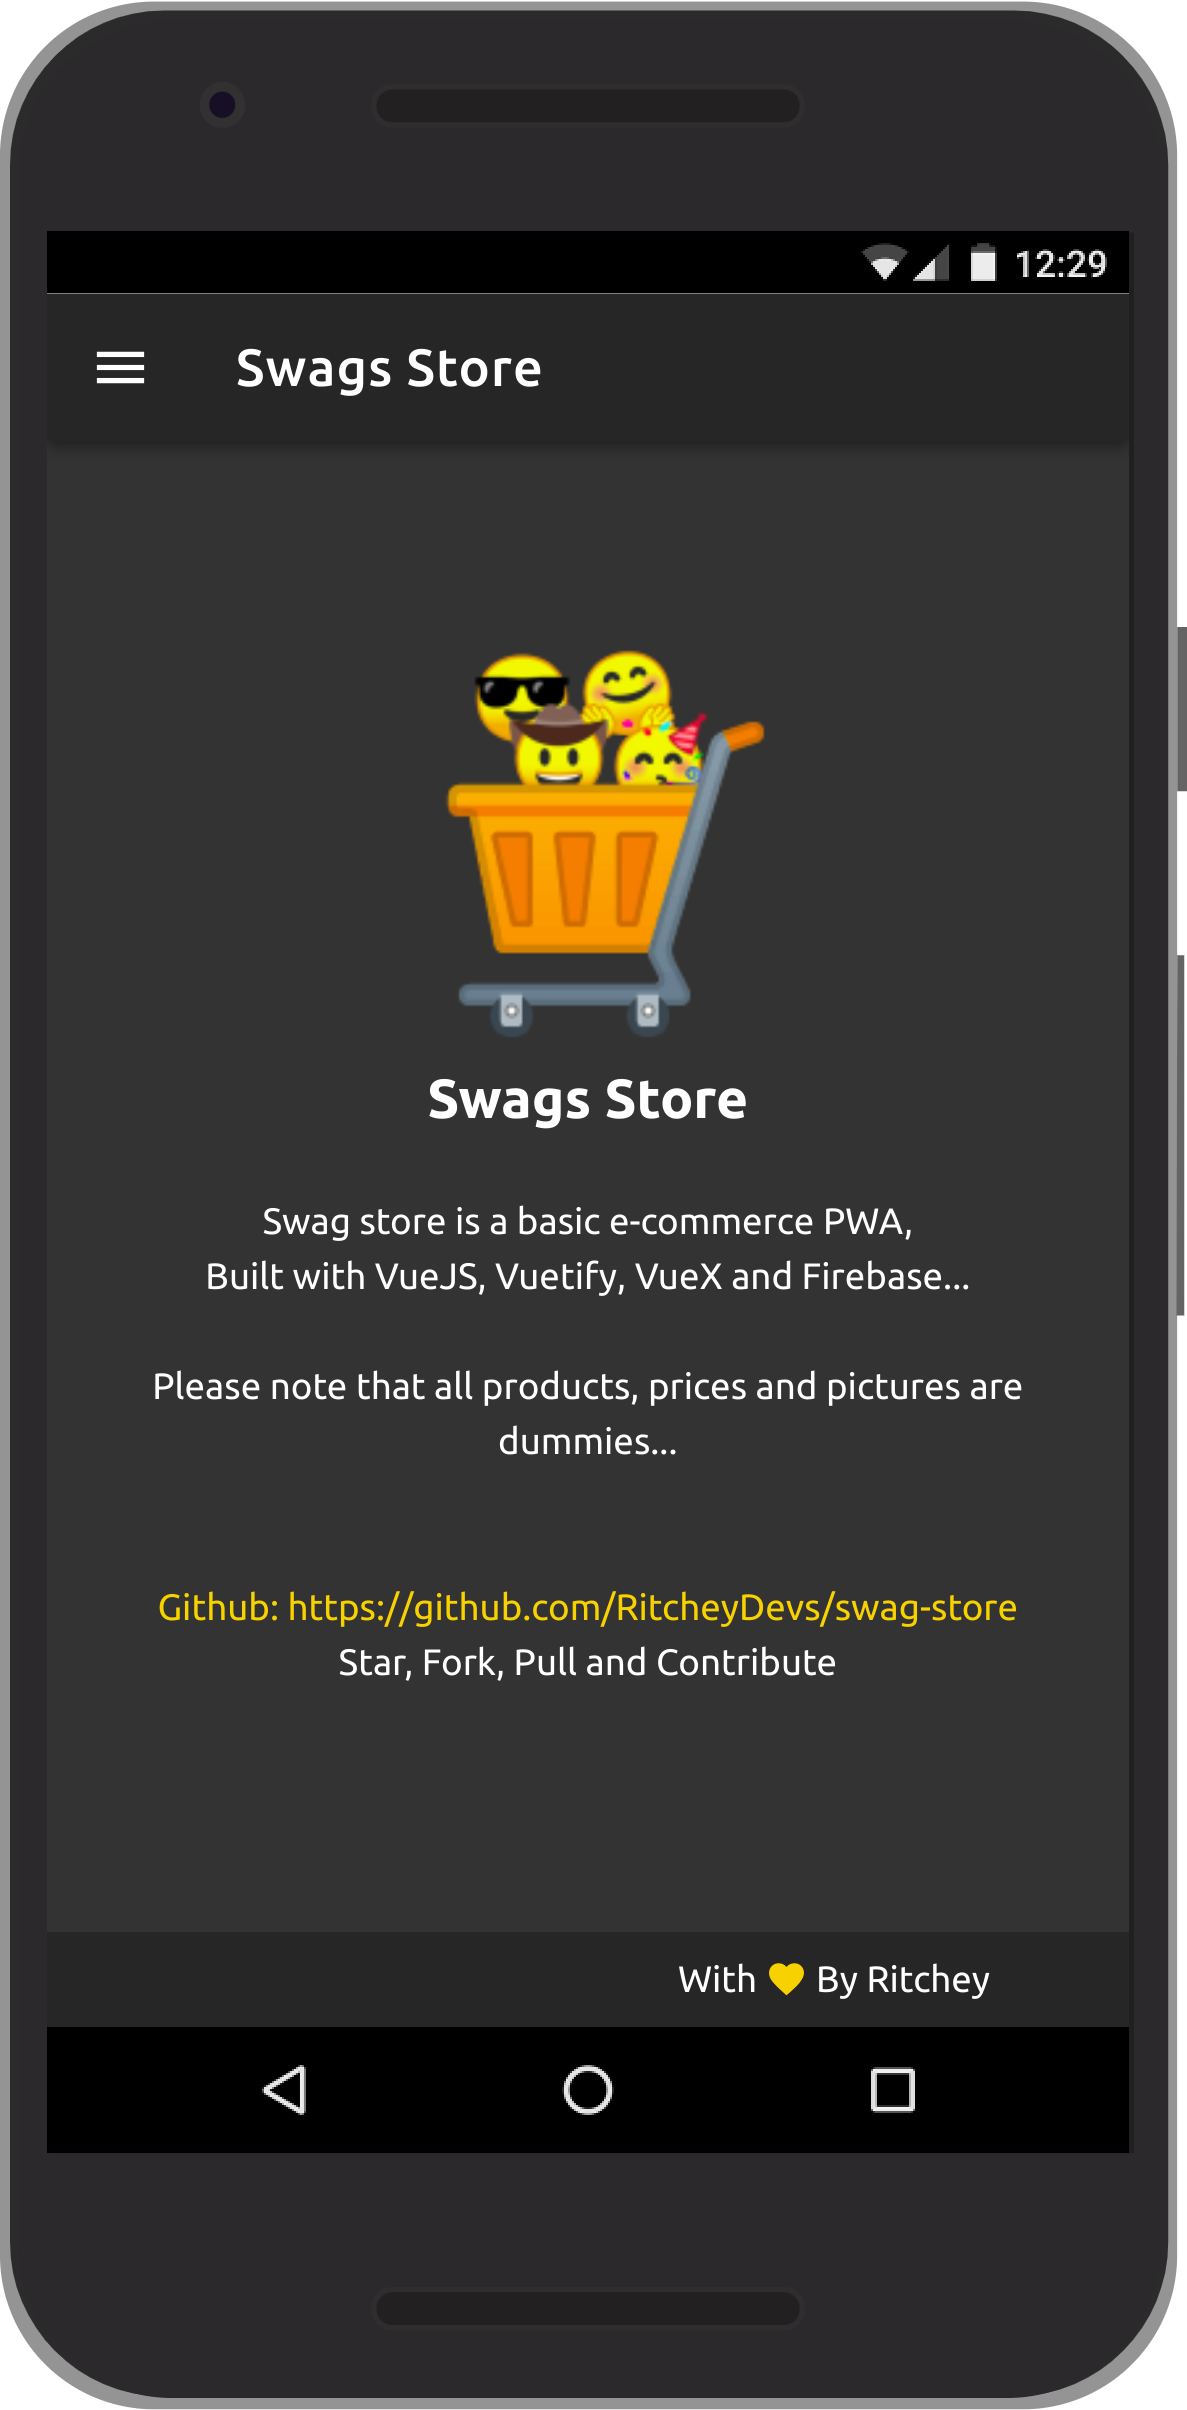 12:29
Swags Store
Swags Store
Swag store is a basic e-commerce PWA,
Built with VueJS, Vuetify, VueX and Firebase...
Please note that all products, prices and pictures are
dummies...
Github: https://github.com/RitcheyDevs/swag-store
Star, Fork, Pull and Contribute
With 💛 By Ritchey